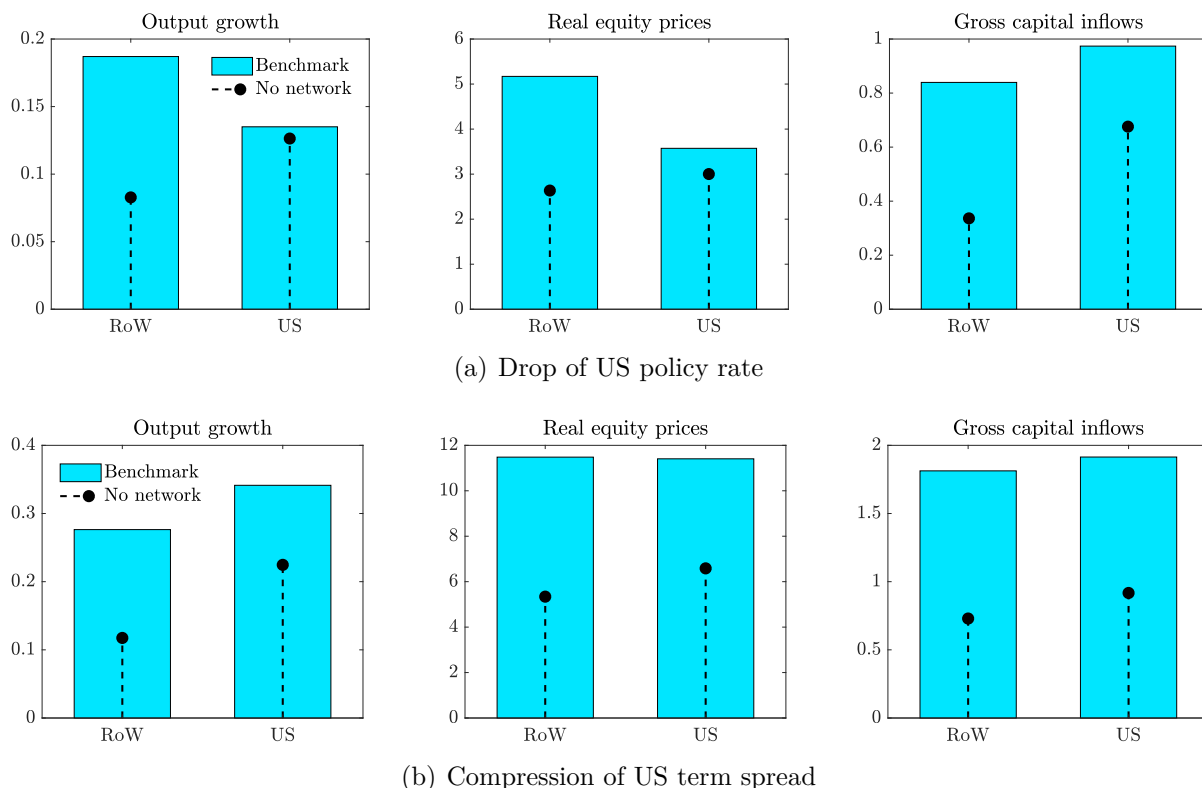 Output growth
Real equity prices
Gross capital inflows
0.2
0.15
0.1
0.05
0
Benchmark
No network
RoW
US
6
5
4
3
2
1
0
RoW
US
1
0.8
0.6
0.4
0.2
0
RoW
US
(a) Drop of US policy rate
Output growth
Real equity prices
Gross capital inflows
0.4
0.3
0.2
0.1
0
Benchmark
No network
RoW
US
12
10
8
6
4
2
0
RoW
US
2
1.5
1
0.5
0
RoW
US
(b) Compression of US term spread